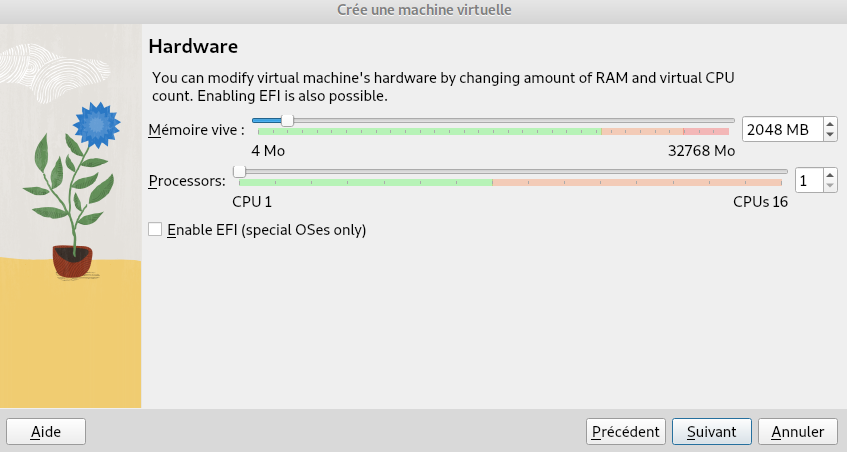 Crée une machine virtuelle
Hardware
You can modify virtual machine's hardware by changing amount of RAM and virtual CPU
count. Enabling EFI is also possible.
Mémoire vive : 2048 MB
4 Mo 32768 Mo
Processors: 1
CPU 1 CPUs 16
Enable EFI (special OSes only)
Aide Précédent Suivant Annuler